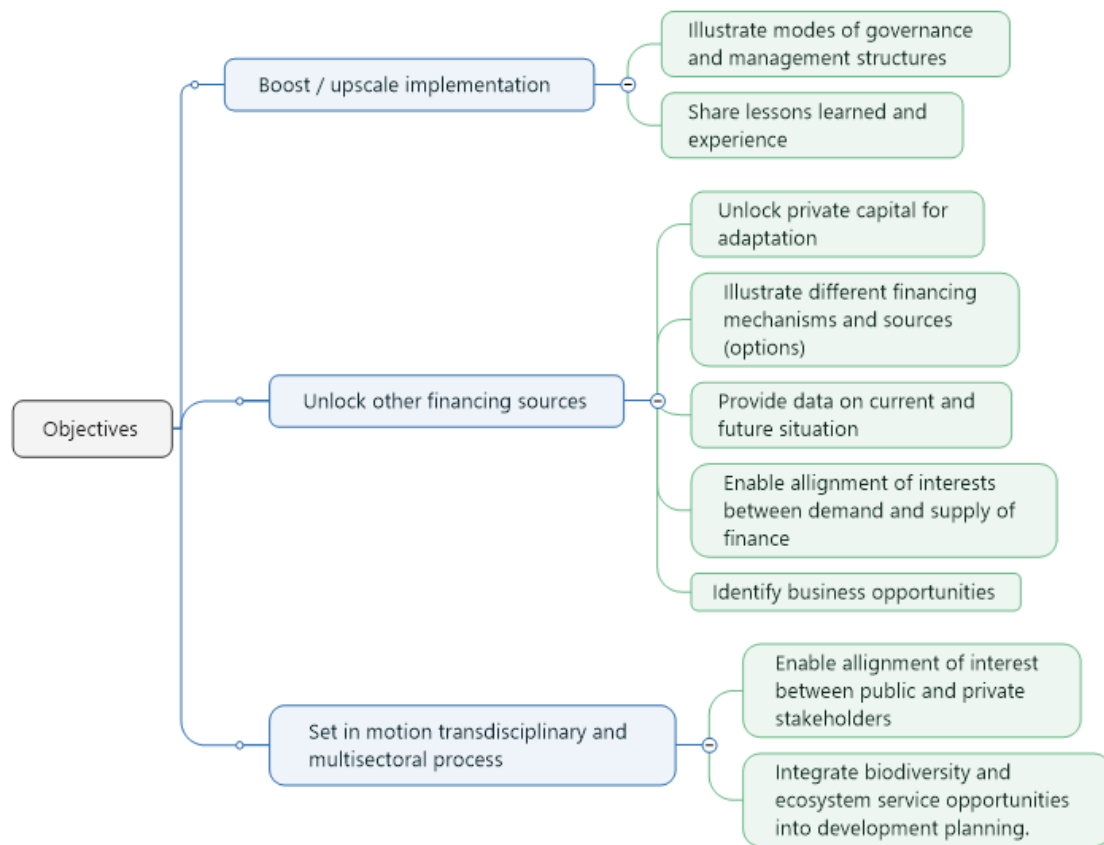 Objectives
Boost / upscale implementation
Illustrate modes of governance
and management structures
Share lessons learned and
experience
Unlock other financing sources
Unlock private capital for
adaptation
Illustrate different financing
mechanisms and sources
(options)
Provide data on current and
future situation
Enable allignment of interests
between demand and supply of
finance
Identify business opportunities
Set in motion transdisciplinary and
multisectoral process
Enable allignment of interest
between public and private
stakeholders
Integrate biodiversity and
ecosystem service opportunities
into development planning.